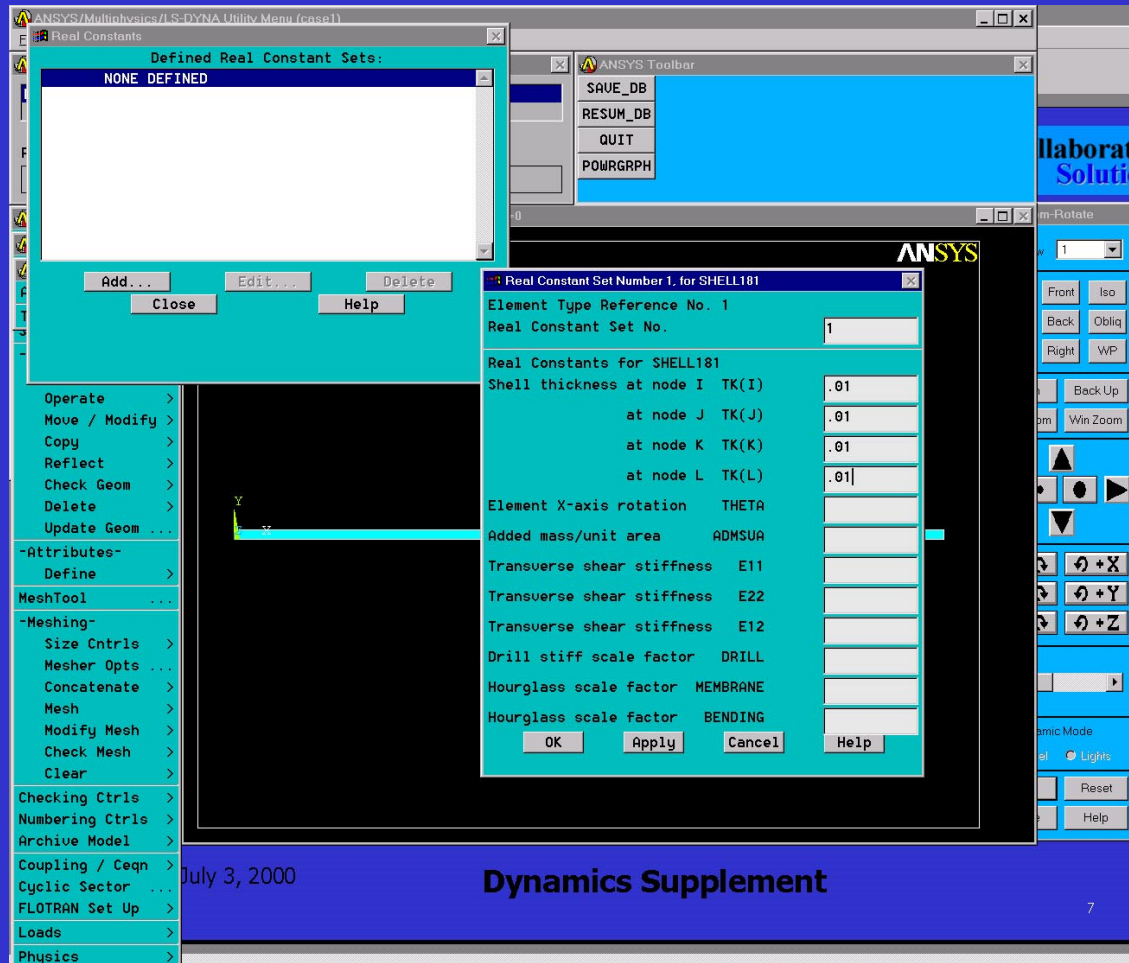 ANSYS/Multiphysics/LS-DYNA Utility Menu (case1)
Real Constants
Defined Real Constant Sets:
NONE DEFINED
Add... Edit... Delete
Close Help
ANSYS Toolbar
SAVE_DB
RESUM_DB
QUIT
POWRGRPH
Soluti
ANSYS
Real Constant Set Number 1, for SHELL181
Element Type Reference No. 1
Real Constant Set No. 1
Real Constants for SHELL181
Shell thickness at node I TK(I) .01
at node J TK(J) .01
at node K TK(K) .01
at node L TK(L) .01
Element X-axis rotation THETA
Added mass/unit area ADMSUA
Transverse shear stiffness E11
Transverse shear stiffness E22
Transverse shear stiffness E12
Drill stiff scale factor DRILL
Hourglass scale factor MEMBRANE
Hourglass scale factor BENDING
OK Apply Cancel Help
Y
X
Operate >
Move / Modify >
Copy >
Reflect >
Check Geom >
Delete >
Update Geom ...
-Attributes-
Define >
MeshTool ...
-Meshing-
Size Cntrls >
Mesher Opts ...
Concatenate >
Mesh >
Modify Mesh >
Check Mesh >
Clear >
Checking Ctrls >
Numbering Ctrls >
Archive Model >
Coupling / Ceqn >
Cyclic Sector ...
FLOTRAN Set Up >
Loads >
Physics >
m-Rotate
1
Front Iso
Back Obliq
Right WP
Back Up
Win Zoom
+X
+Y
+Z
amic Mode
el Lights
Reset
Help
July 3, 2000
Dynamics Supplement
7